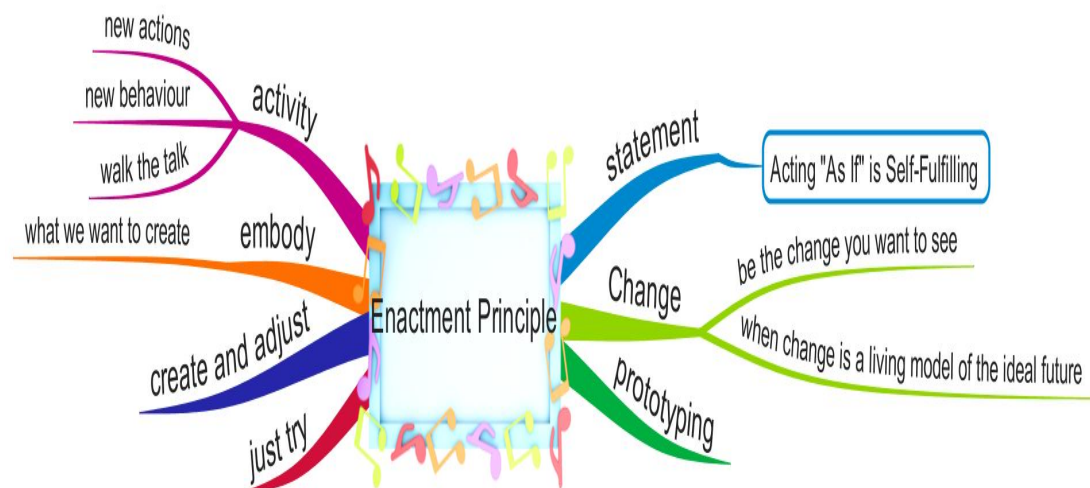 Enactment Principle
statement
Acting "As If" is Self-Fulfilling
Change
be the change you want to see
when change is a living model of the ideal future
prototyping
just try
create and adjust
embody
what we want to create
activity
new actions
new behaviour
walk the talk